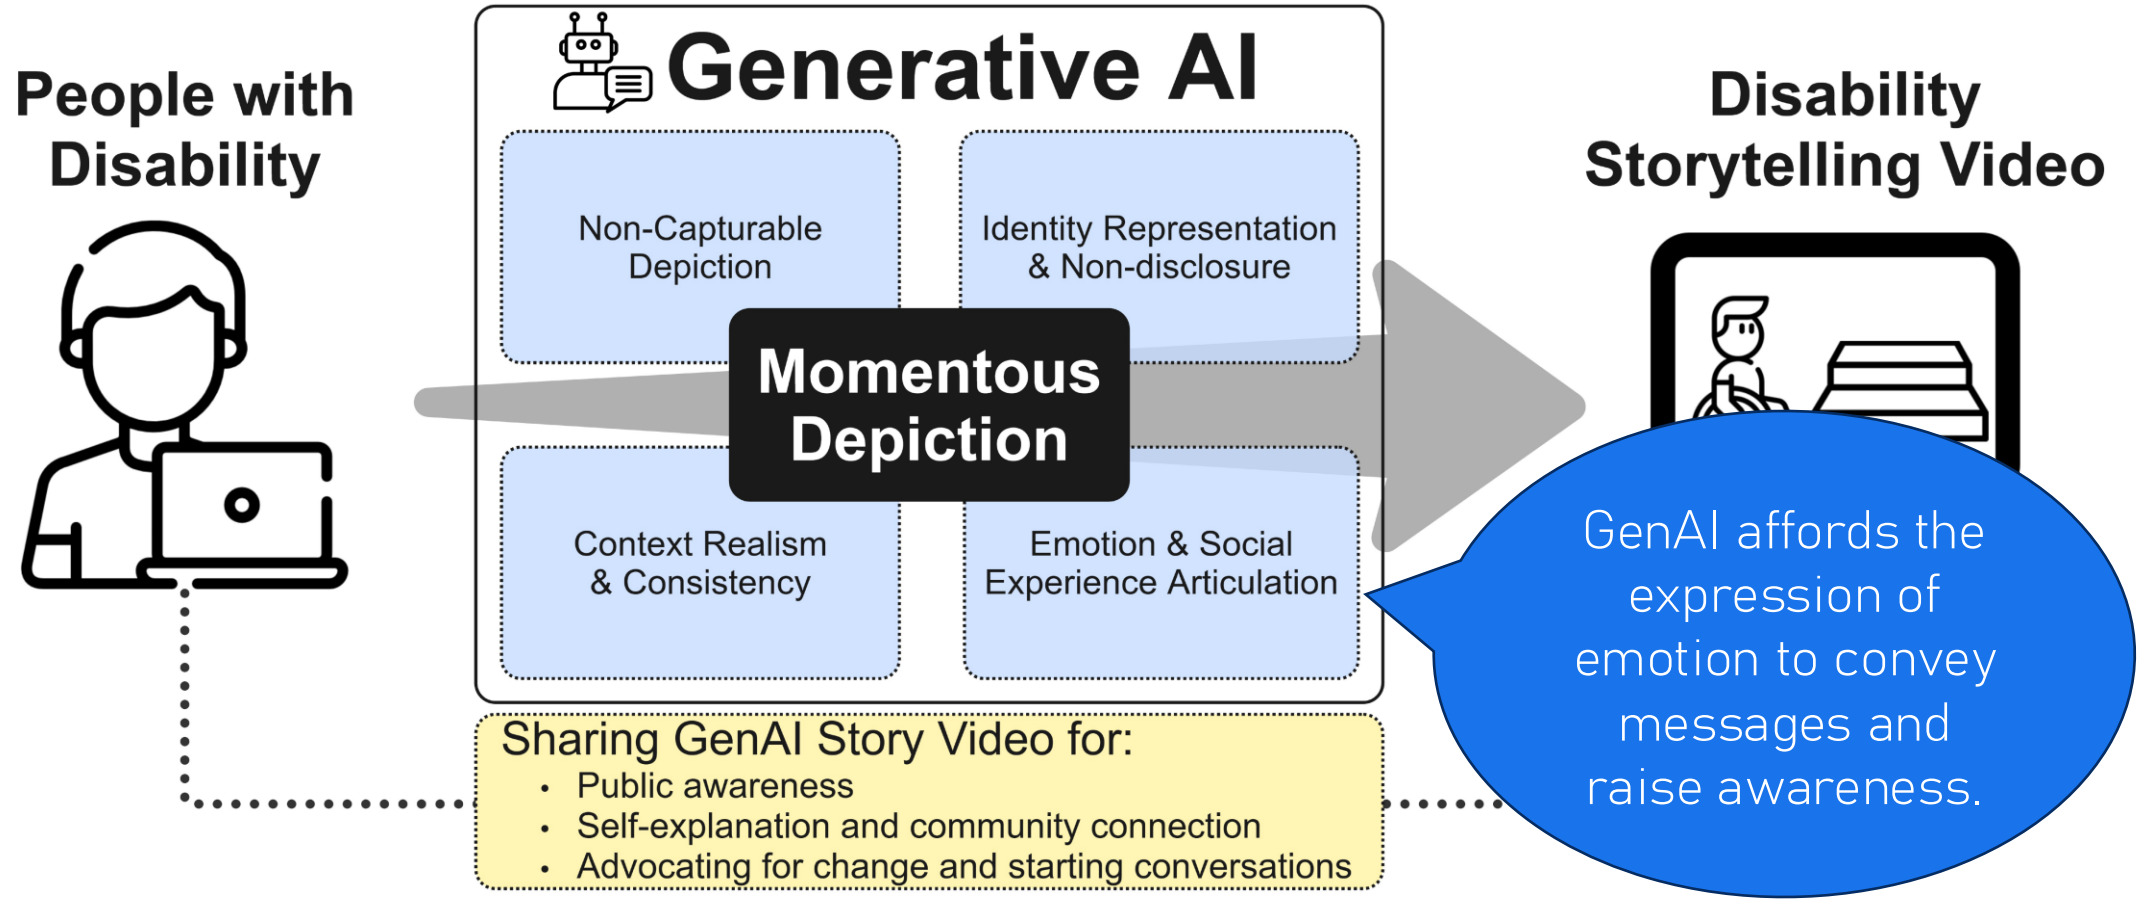 People with
Disability
Generative AI
Non-Capturable
Depiction
Identity Representation
& Non-disclosure
Momentous
Depiction
Context Realism
& Consistency
Emotion & Social
Experience Articulation
Sharing GenAI Story Video for:
• Public awareness
• Self-explanation and community connection
• Advocating for change and starting conversations
Disability
Storytelling Video
GenAI affords the
expression of
emotion to convey
messages and
raise awareness.